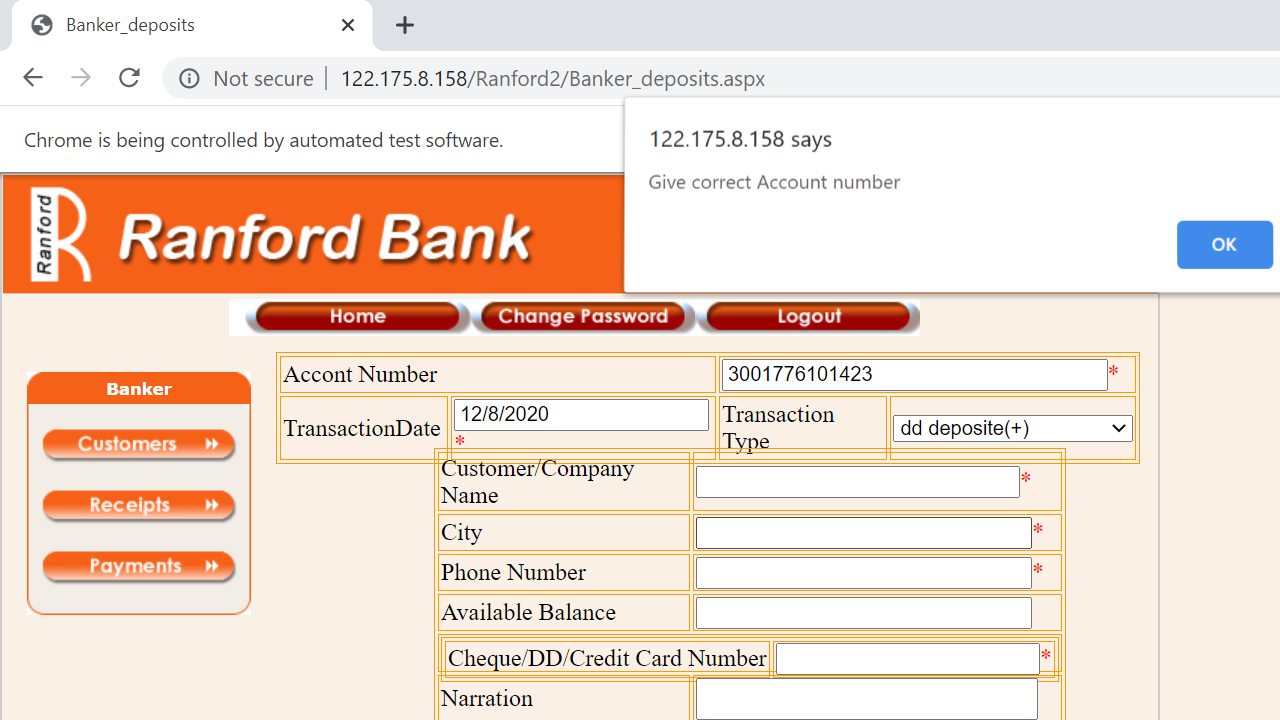 Banker_deposits
Not secure | 122.175.8.158/Ranford2/Banker_deposits.aspx
Chrome is being controlled by automated test software.
122.175.8.158 says
Give correct Account number
OK
Ranford
Ranford Bank
Home Change Password Logout
Banker
Customers
Receipts
Payments
Accont Number 3001776101423 *
TransactionDate 12/8/2020 * Transaction Type dd deposite(+)
Customer/Company Name *
City *
Phone Number *
Available Balance
Cheque/DD/Credit Card Number *
Narration